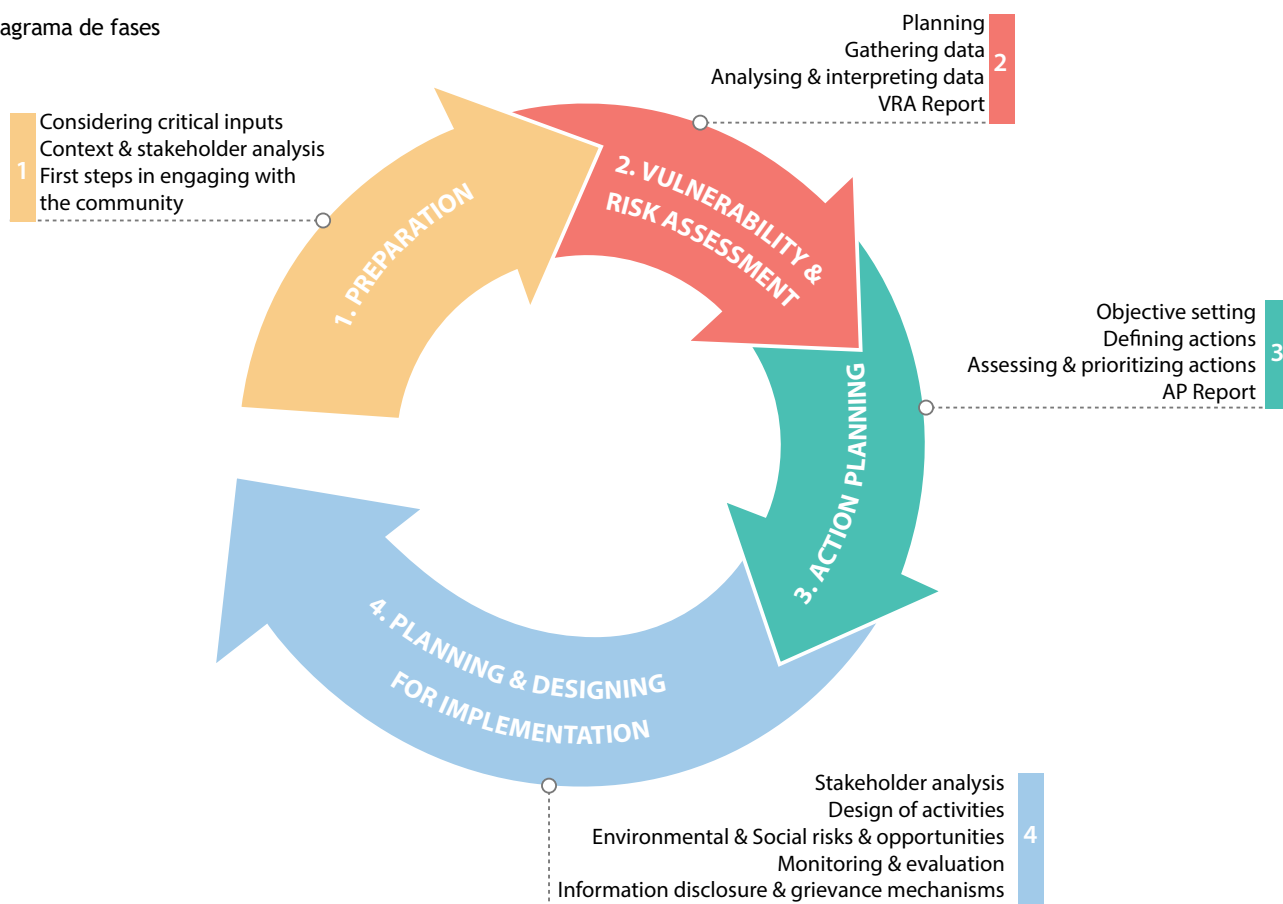 agrama de fases
1
Considering critical inputs
Context & stakeholder analysis
First steps in engaging with
the community
Planning
Gathering data
Analysing & interpreting data
VRA Report
2
1. PREPARATION
2. VULNERABILITY &
RISK ASSESSMENT
Objective setting
Defining actions
Assessing & prioritizing actions
AP Report
3
3. ACTION PLANNING
4. PLANNING & DESIGNING
FOR IMPLEMENTATION
Stakeholder analysis
Design of activities
Environmental & Social risks & opportunities
Monitoring & evaluation
Information disclosure & grievance mechanisms
4